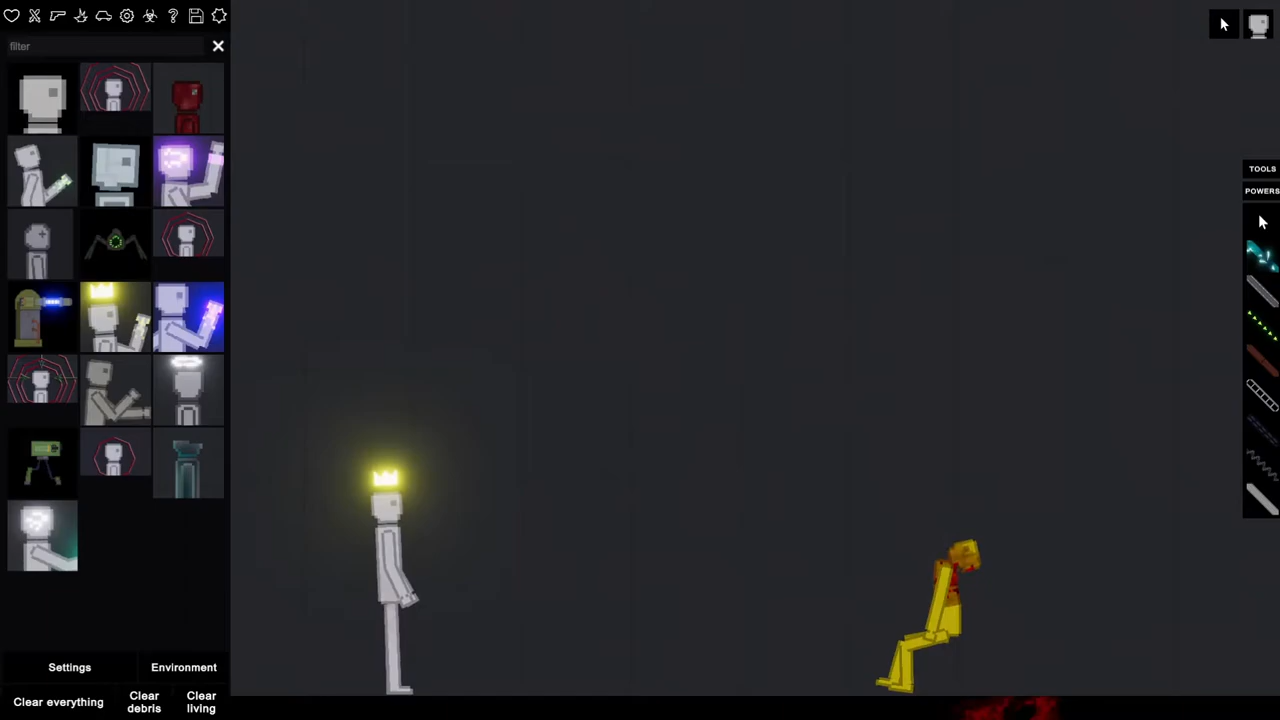 filter
TOOLS
POWERS
Settings
Environment
Clear everything
Clear debris
Clear living